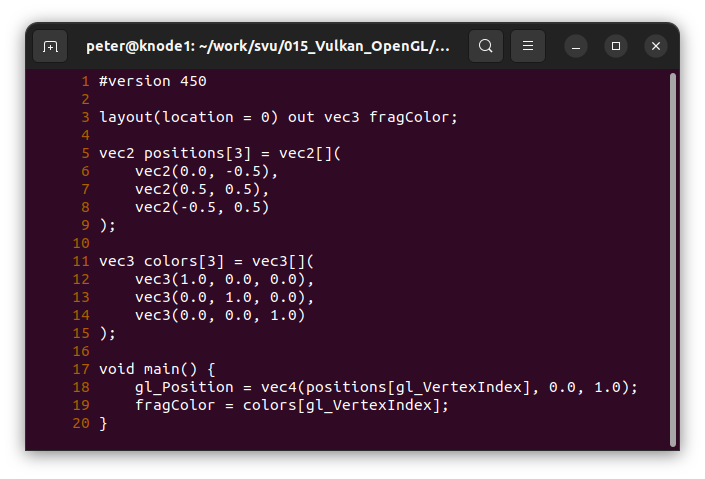 peter@knode1: ~/work/svu/015_Vulkan_OpenGL/...
1 #version 450
2
3 layout(location = 0) out vec3 fragColor;
4
5 vec2 positions[3] = vec2[](
6     vec2(0.0, -0.5),
7     vec2(0.5, 0.5),
8     vec2(-0.5, 0.5)
9 );
10
11 vec3 colors[3] = vec3[](
12     vec3(1.0, 0.0, 0.0),
13     vec3(0.0, 1.0, 0.0),
14     vec3(0.0, 0.0, 1.0)
15 );
16
17 void main() {
18     gl_Position = vec4(positions[gl_VertexIndex], 0.0, 1.0);
19     fragColor = colors[gl_VertexIndex];
20 }